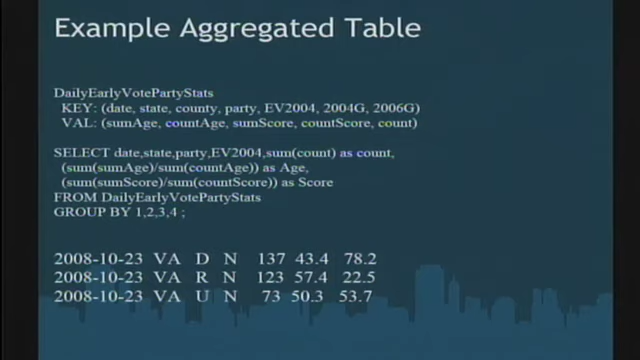 Example Aggregated Table
DailyEarlyVotePartyStats
KEY: (date, state, county, party, EV2004, 2004G, 2006G)
VAL: (sumAge, countAge, sumScore, countScore, count)
SELECT date,state,party,EV2004,sum(count) as count,
(sum(sumAge)/sum(countAge)) as Age,
(sum(sumScore)/sum(countScore)) as Score
FROM DailyEarlyVotePartyStats
GROUP BY 1,2,3,4 ;
2008-10-23 VA D N 137 43.4 78.2
2008-10-23 VA R N 123 57.4 22.5
2008-10-23 VA U N 73 50.3 53.7